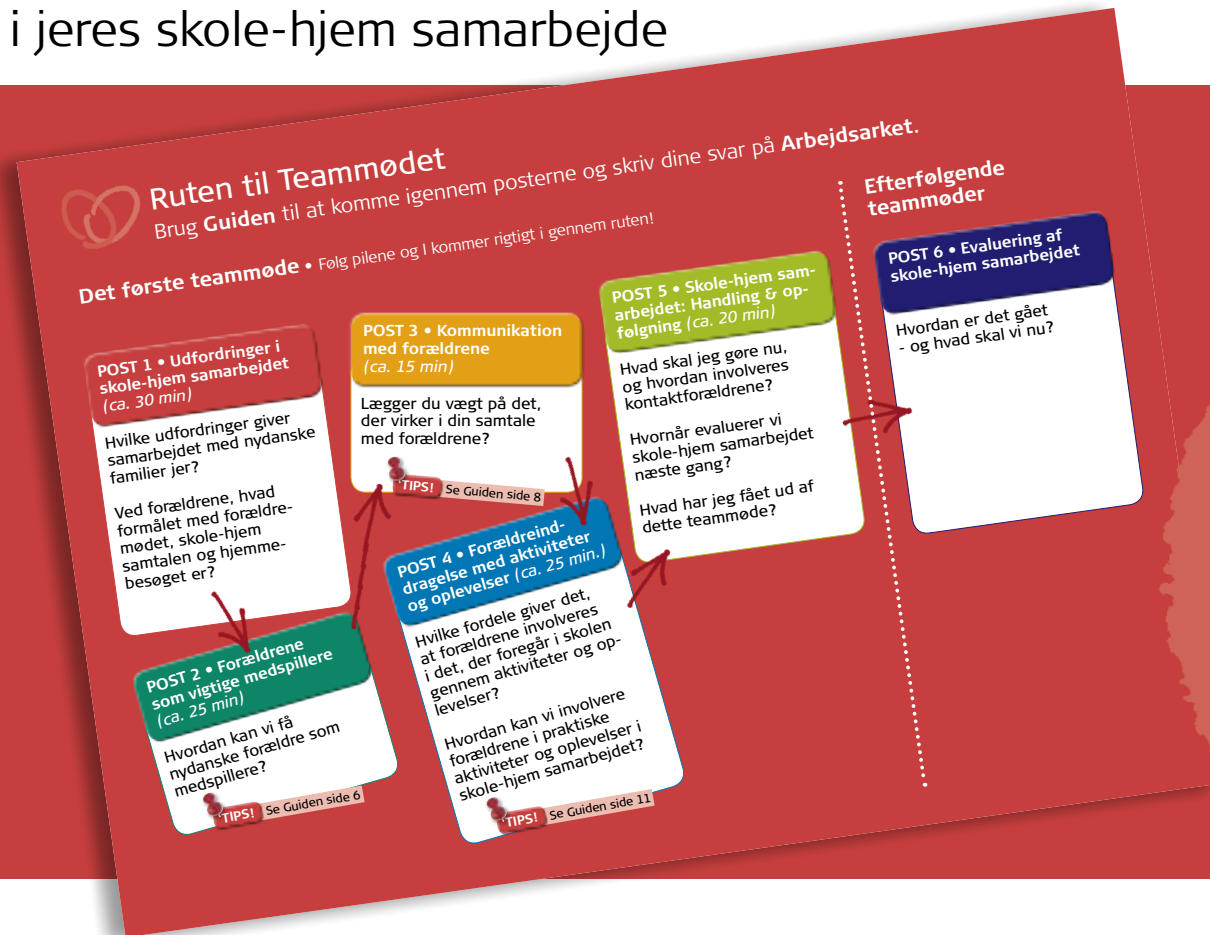 i jeres skole-hjem samarbejde
Ruten til Teammødet
Brug Guiden til at komme igennem posterne og skriv dine svar på Arbejdsarket.
Det første teammøde • Følg pilene og I kommer rigtigt i gennem ruten!
POST 1 • Udfordringer i
skole-hjem samarbejdet
(ca. 30 min)
Hvilke udfordringer giver
samarbejdet med nydanske
familier jer?
Ved forældrene, hvad
formålet med forældre-
mødet, skole-hjem
samtalen og hjemme-
besøget er?
POST 2 • Forældrene
som vigtige medspillere
(ca. 25 min)
Hvordan kan vi få
nydanske forældre som
medspillere?
TIPS! Se Guiden side 6
POST 3 • Kommunikation
med forældrene
(ca. 15 min)
Lægger du vægt på det,
der virker i din samtale
med forældrene?
TIPS! Se Guiden side 8
POST 4 • Forældreind-
dragelse med aktiviteter
og oplevelser (ca. 25 min.)
Hvilke fordele giver det,
at forældrene involveres
i det, der foregår i skolen
gennem aktiviteter og op-
levelser?
Hvordan kan vi involvere
forældrene i praktiske
aktiviteter og oplevelser i
skole-hjem samarbejdet?
TIPS! Se Guiden side 11
POST 5 • Skole-hjem sam-
arbejdet: Handling & op-
følgning (ca. 20 min)
Hvad skal jeg gøre nu,
og hvordan involveres
kontaktforældrene?
Hvornår evaluerer vi
skole-hjem samarbejdet
næste gang?
Hvad har jeg fået ud af
dette teammøde?
Efterfølgende
teammøder
POST 6 • Evaluering af
skole-hjem samarbejdet
Hvordan er det gået
- og hvad skal vi nu?